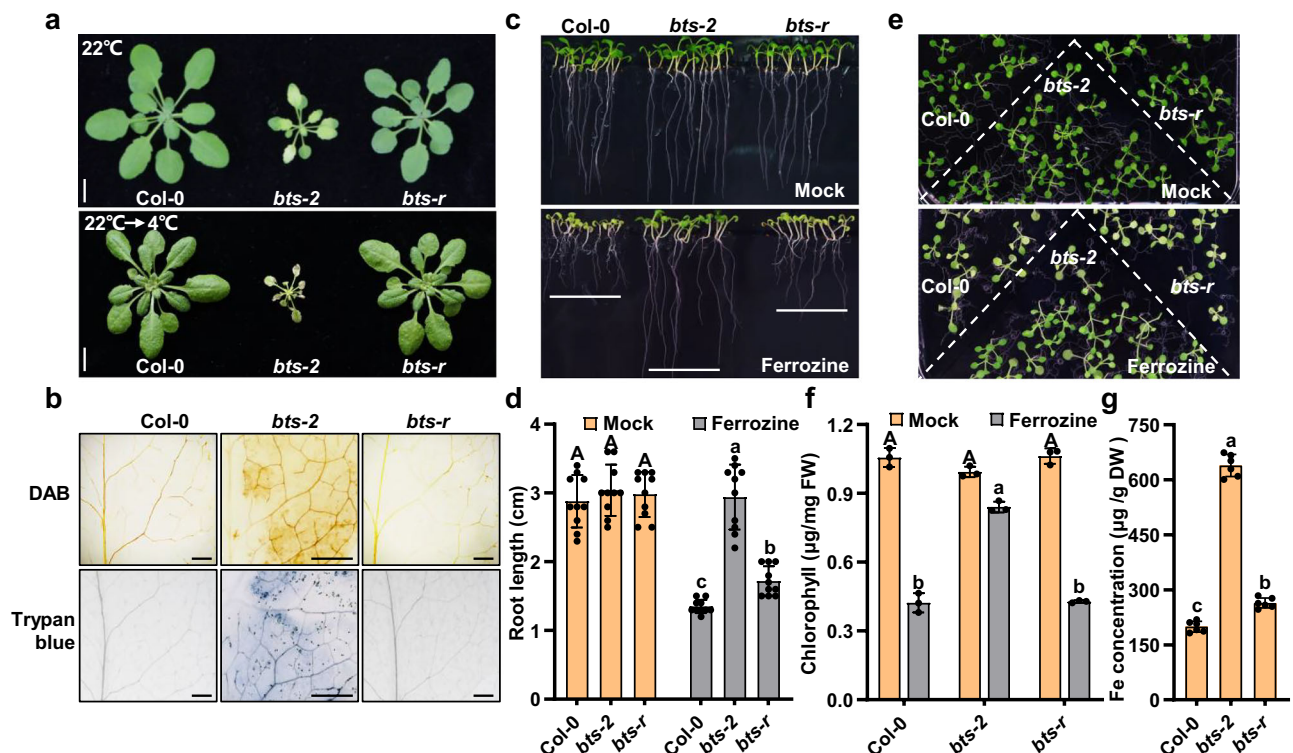 a
22℃
Col-0
bts-2
bts-r
22℃→4℃
Col-0
bts-2
bts-r
b
Col-0
bts-2
bts-r
DAB
Trypan
blue
c
Col-0
bts-2
bts-r
Mock
Ferrozine
d
Mock
Ferrozine
Root length (cm)
4
3
2
1
0
A
A
A
c
a
b
Col-0
bts-2
bts-r
Col-0
bts-2
bts-r
e
Col-0
bts-2
bts-r
Mock
Col-0
bts-2
bts-r
Ferrozine
f
Mock
Ferrozine
Chlorophyll (μg/mg FW)
1.2
0.9
0.6
0.3
0.0
A
b
A
a
A
b
Col-0
bts-2
bts-r
g
Fe concentration (μg /g DW )
750
600
450
300
150
0
c
a
b
Col-0
bts-2
bts-r